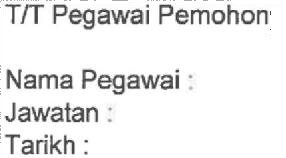 T/T Pegawai Pemohon
Nama Pegawai :
Jawatan :
Tarikh :